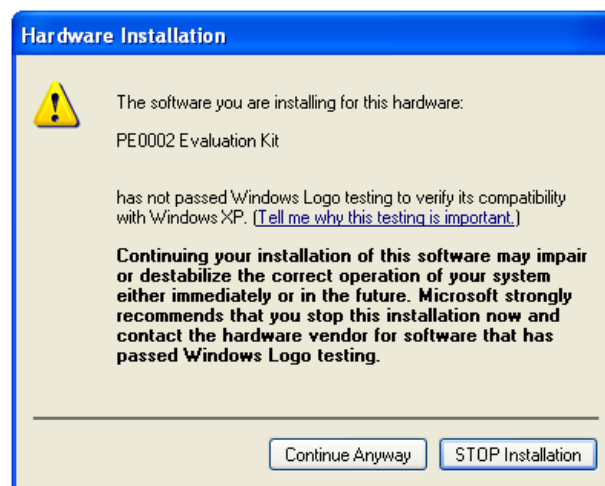 Hardware Installation
The software you are installing for this hardware:
PE0002 Evaluation Kit
has not passed Windows Logo testing to verify its compatibility
with Windows XP. (Tell me why this testing is important.)
Continuing your installation of this software may impair
or destabilize the correct operation of your system
either immediately or in the future. Microsoft strongly
recommends that you stop this installation now and
contact the hardware vendor for software that has
passed Windows Logo testing.
Continue Anyway STOP Installation